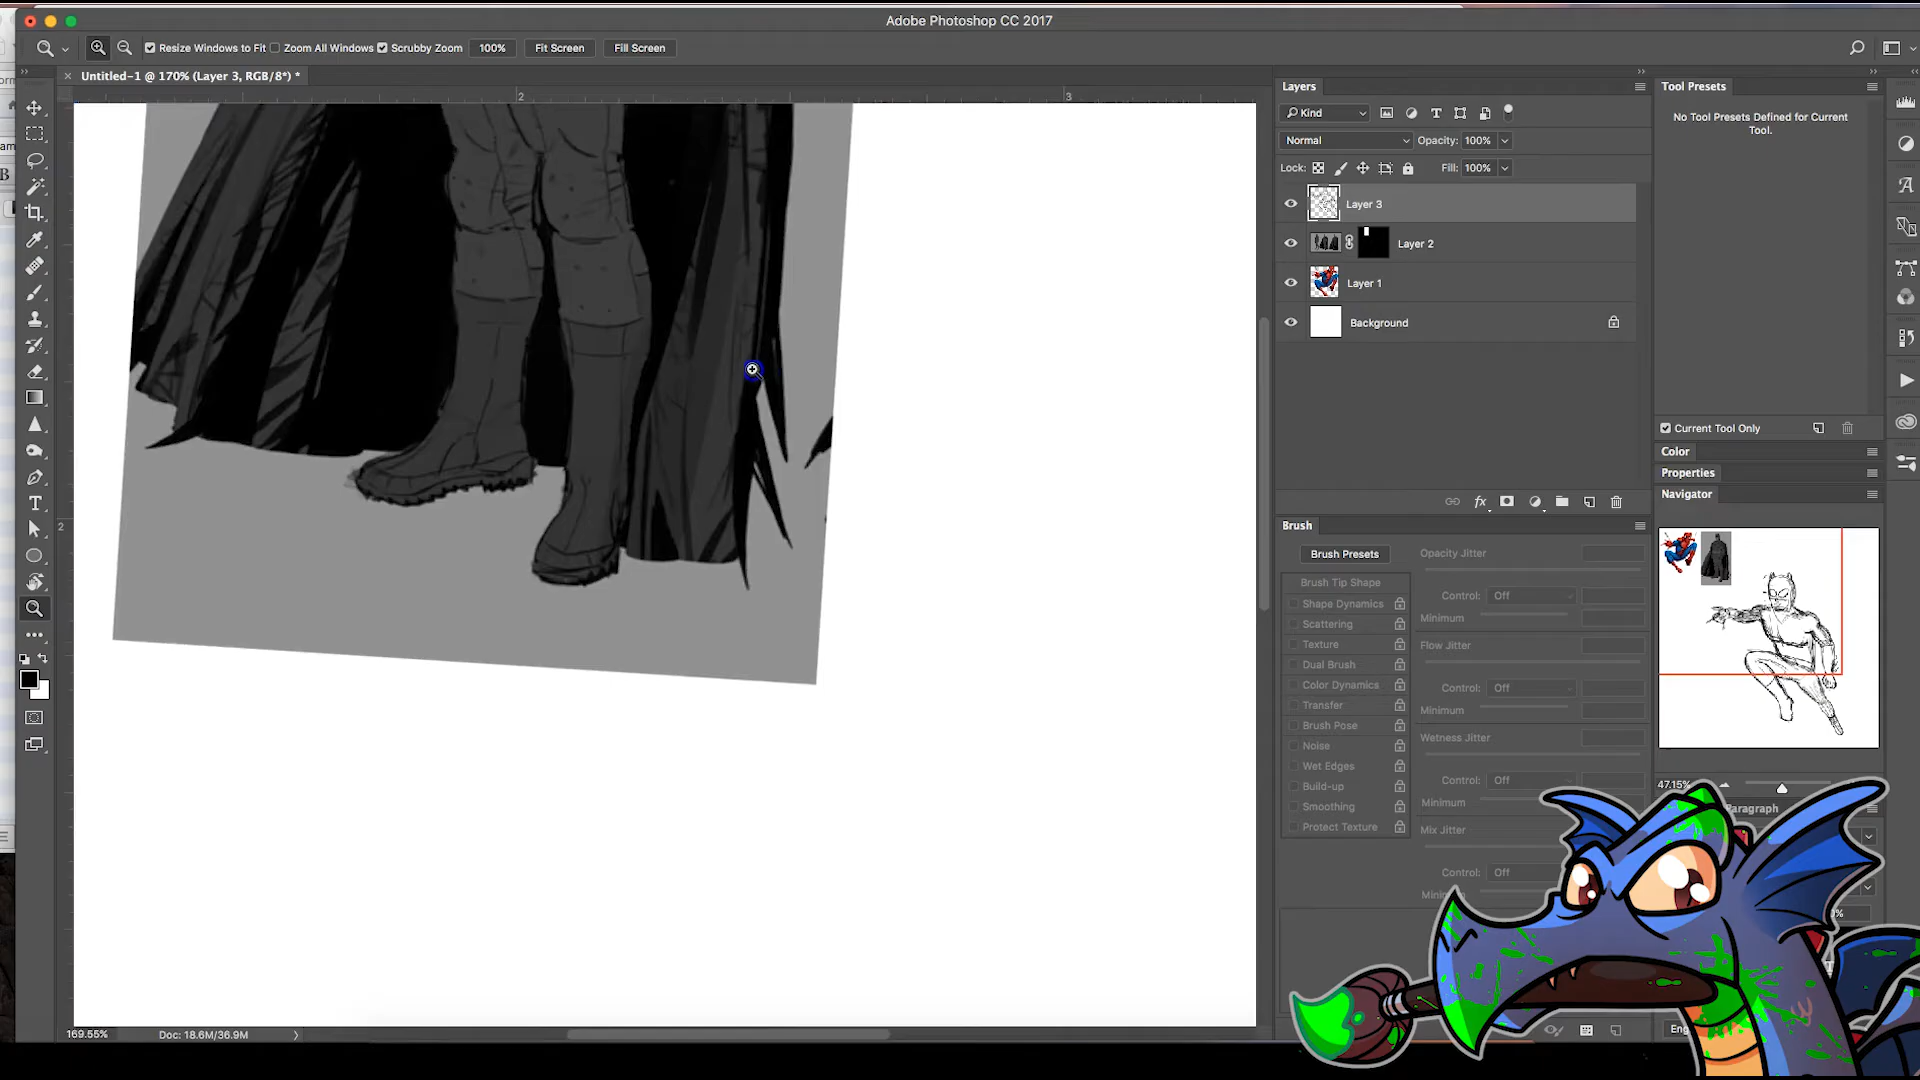 Adobe Photoshop CC 2017
Resize Windows to Fit
Zoom All Windows
Scrubby Zoom
100%
Fit Screen
Fill Screen
Untitled-1 @ 170% (Layer 3, RGB/8*) *
2
3
2
Layers
Kind
Normal
Opacity: 100%
Lock:
Fill: 100%
Layer 3
Layer 2
Layer 1
Background
Tool Presets
No Tool Presets Defined for Current
Tool.
Current Tool Only
Color
Properties
Navigator
47.15%
Paragraph
Brush
Brush Presets
Brush Tip Shape
Shape Dynamics
Scattering
Texture
Dual Brush
Color Dynamics
Transfer
Brush Pose
Noise
Wet Edges
Build-up
Smoothing
Protect Texture
Opacity Jitter
Control: Off
Minimum
Flow Jitter
Control: Off
Minimum
Wetness Jitter
Control: Off
Minimum
Mix Jitter
Control: Off
169.55%
Doc: 18.6M/36.9M